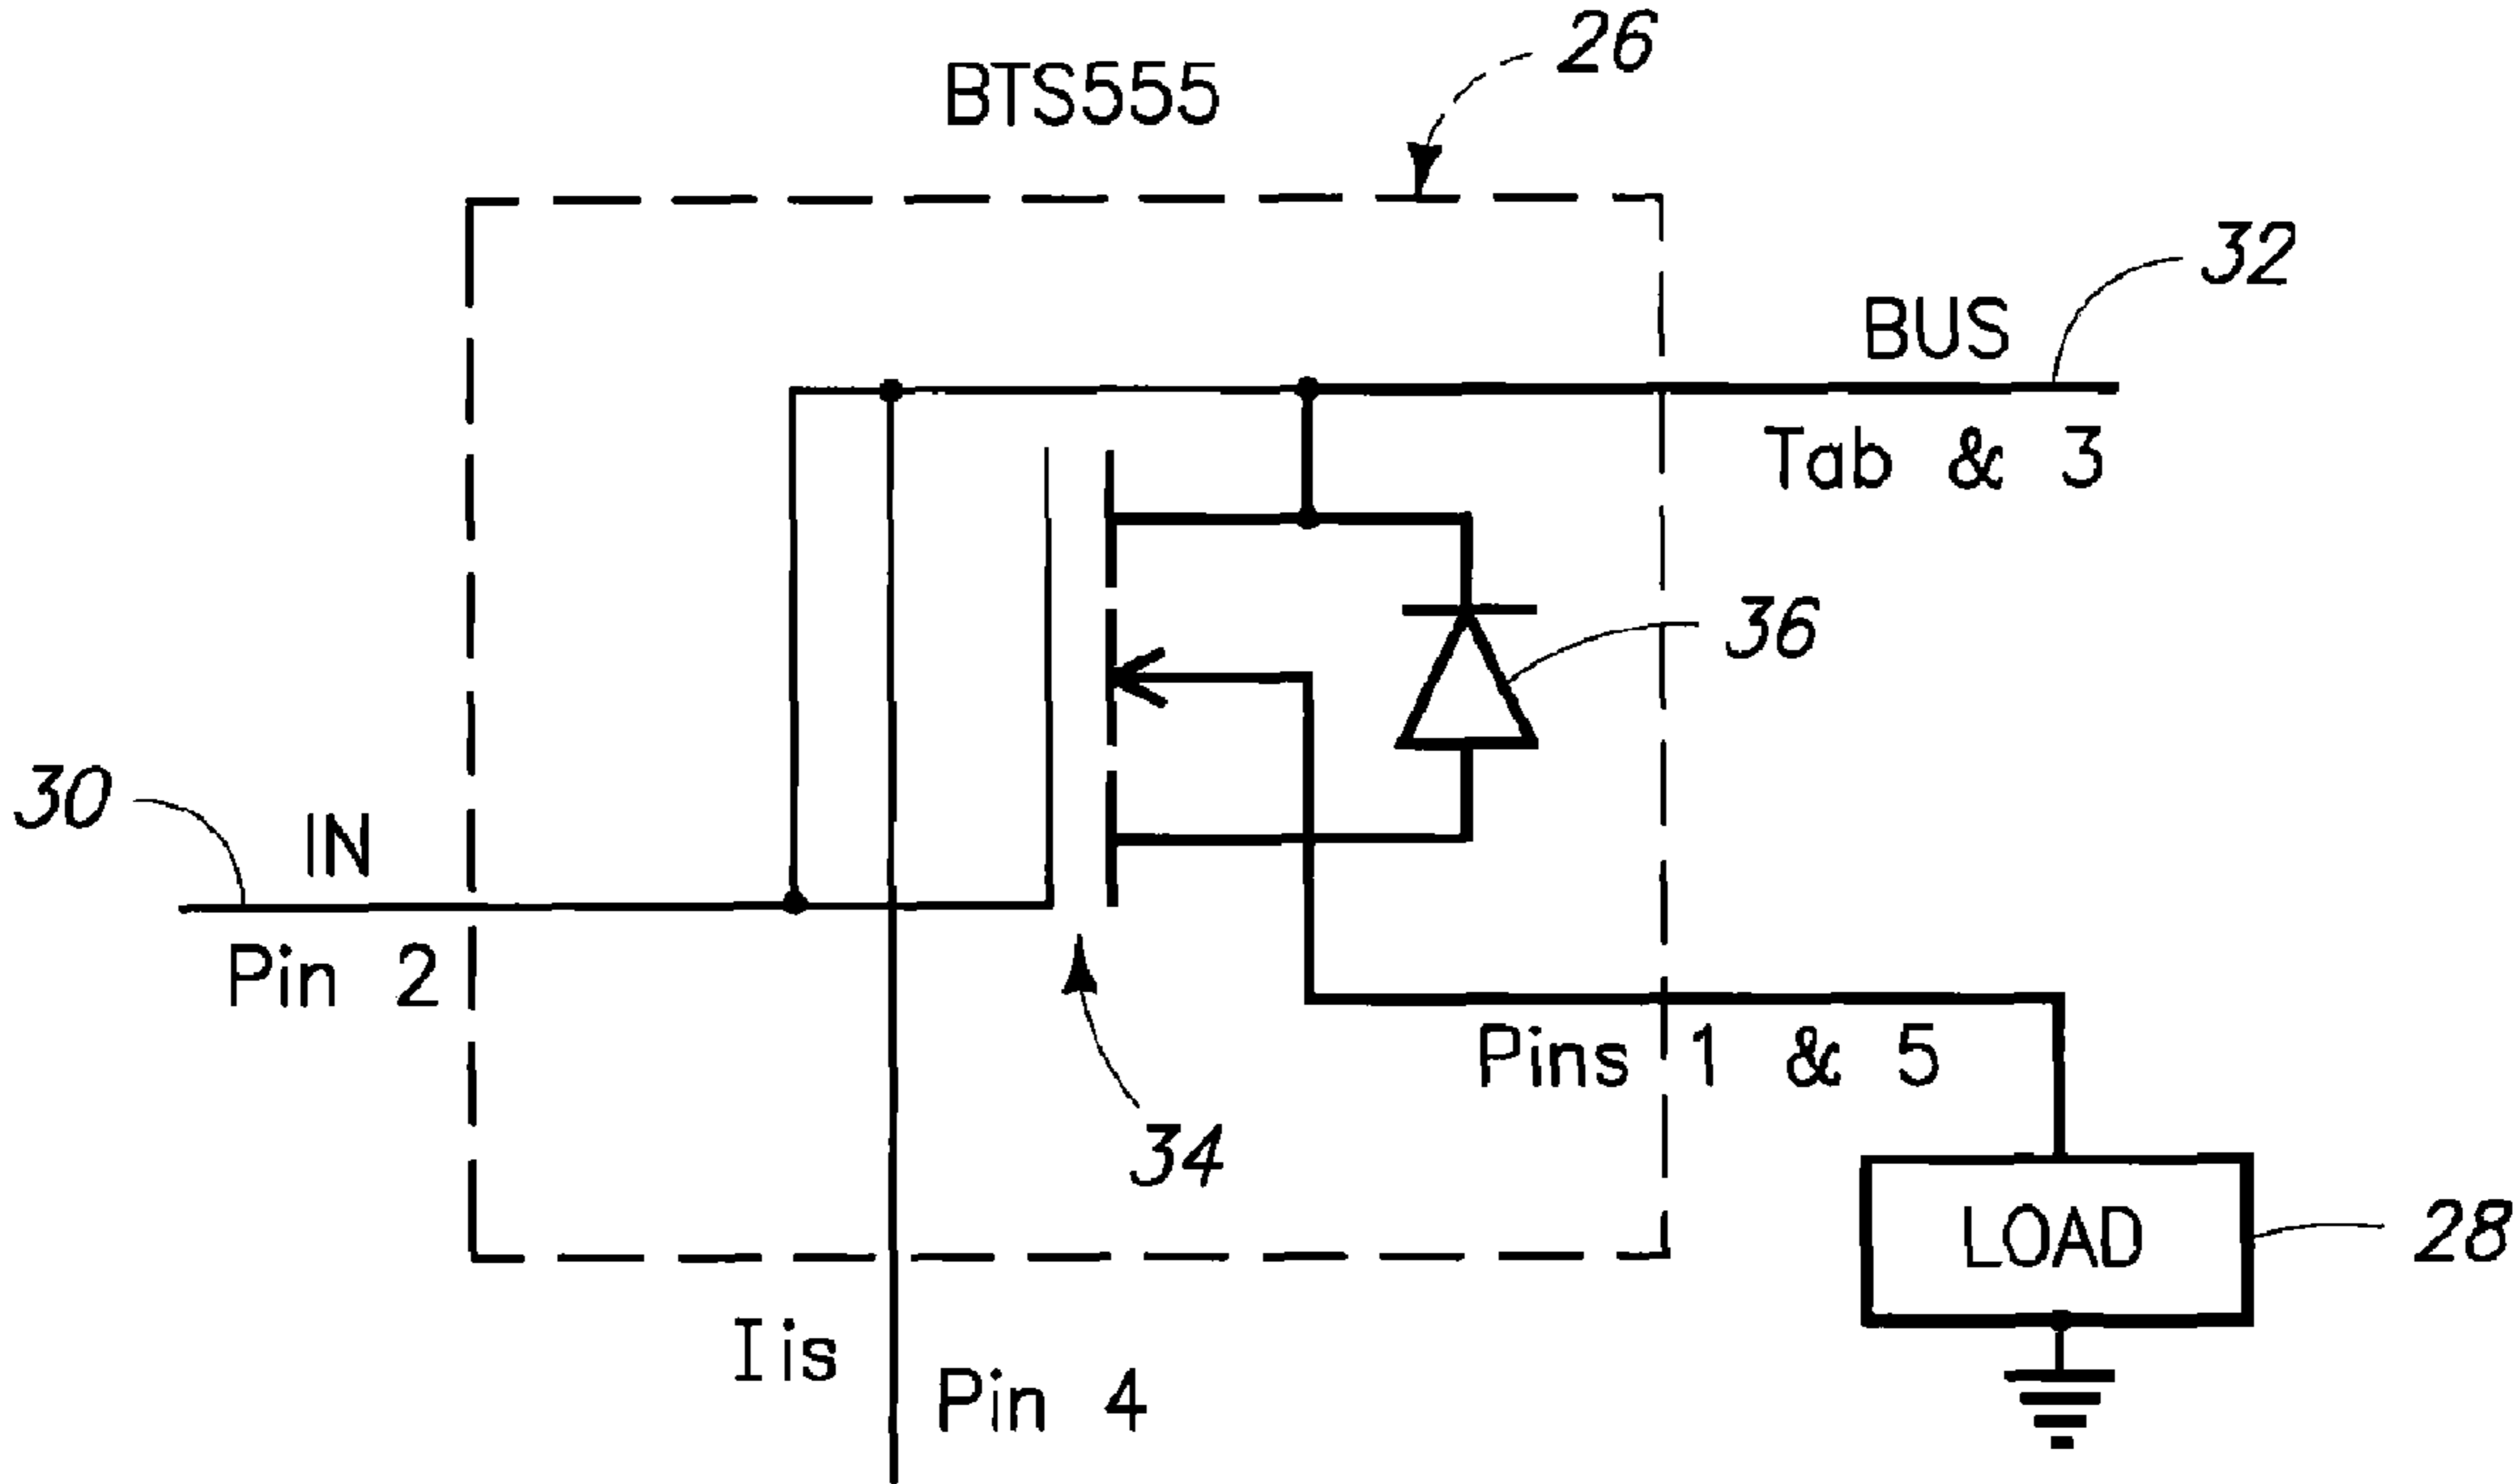 26
BTS555
32
BUS
Tab & 3
36
30
IN
Pin 2
Pins 1 & 5
34
LOAD
28
Iis
Pin 4